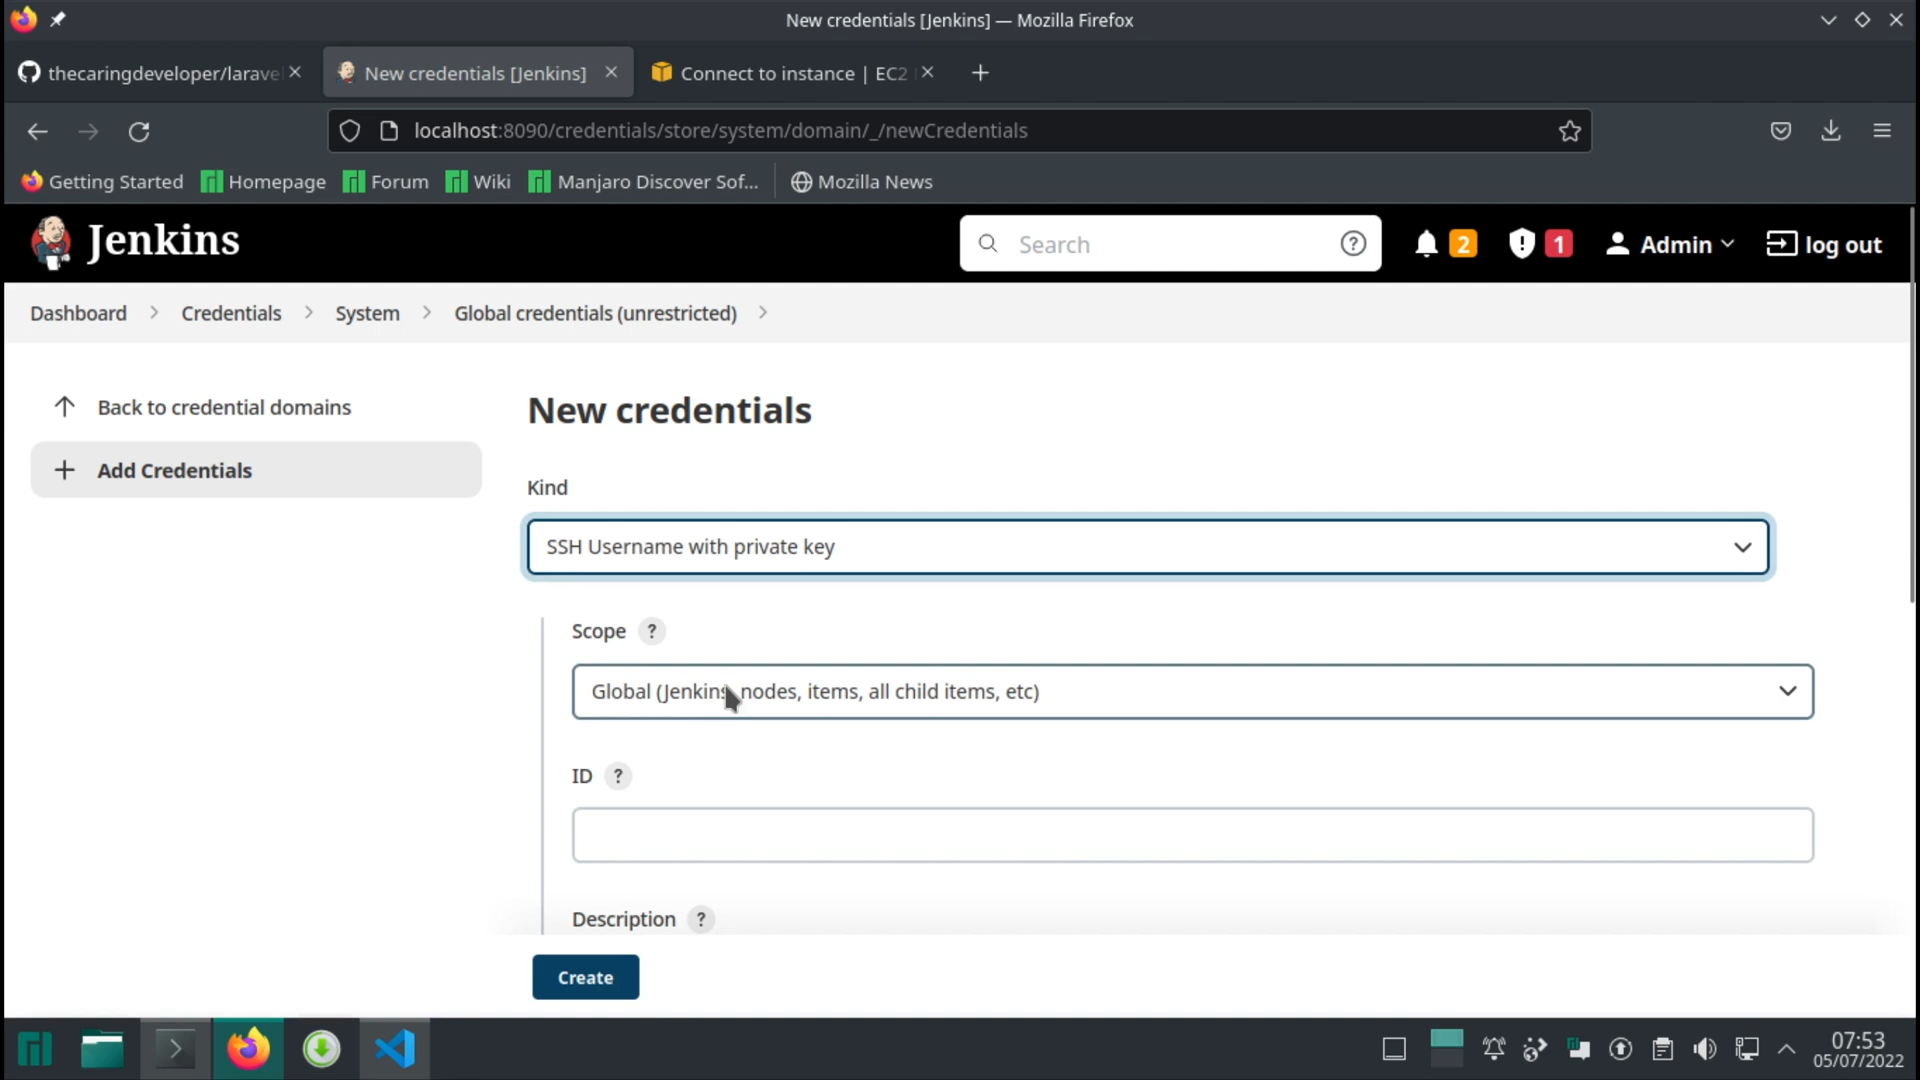 New credentials [Jenkins] — Mozilla Firefox
thecaringdeveloper/larave
New credentials [Jenkins]
Connect to instance | EC2
localhost:8090/credentials/store/system/domain/_/newCredentials
Getting Started
Homepage
Forum
Wiki
Manjaro Discover Sof...
Mozilla News
Jenkins
Search
2
1
Admin
log out
Dashboard
Credentials
System
Global credentials (unrestricted)
Back to credential domains
Add Credentials
New credentials
Kind
SSH Username with private key
Scope ?
Global (Jenkins, nodes, items, all child items, etc)
ID ?
Description ?
Create
07:53
05/07/2022